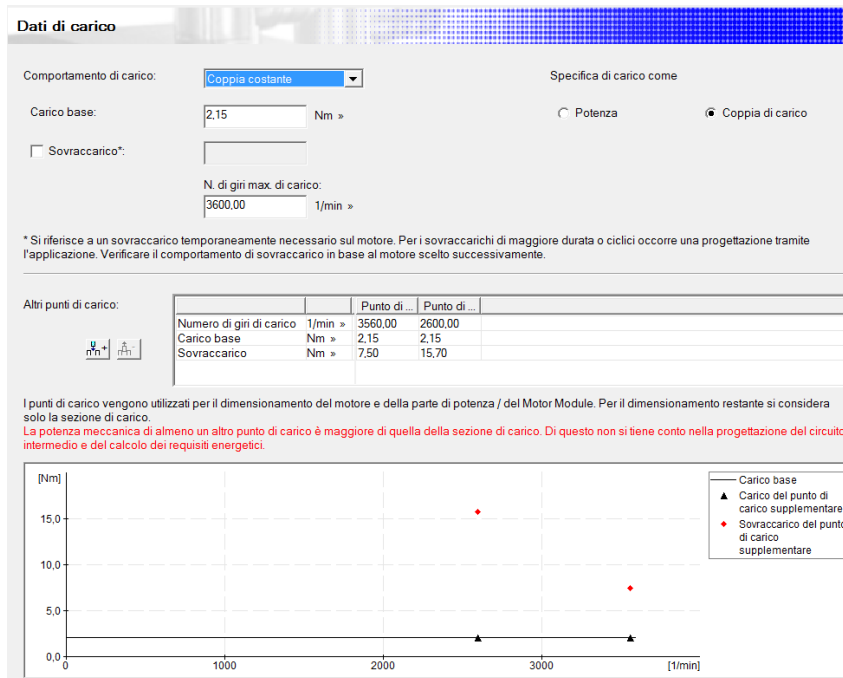 Dati di carico
Comportamento di carico:
Coppia costante
Specifica di carico come
Carico base:
2,15
Nm »
Potenza
Coppia di carico
Sovraccarico*:
N. di giri max. di carico:
3600,00
1/min »
* Si riferisce a un sovraccarico temporaneamente necessario sul motore. Per i sovraccarichi di maggiore durata o ciclici occorre una progettazione tramite
l'applicazione. Verificare il comportamento di sovraccarico in base al motore scelto successivamente.
Altri punti di carico:
Punto di ... Punto di ...
Numero di giri di carico 1/min » 3560,00 2600,00
Carico base Nm » 2,15 2,15
Sovraccarico Nm » 7,50 15,70
I punti di carico vengono utilizzati per il dimensionamento del motore e della parte di potenza / del Motor Module. Per il dimensionamento restante si considera
solo la sezione di carico.
La potenza meccanica di almeno un altro punto di carico è maggiore di quella della sezione di carico. Di questo non si tiene conto nella progettazione del circuito
intermedio e del calcolo dei requisiti energetici.
[Nm]
15,0
10,0
5,0
0,0
0 1000 2000 3000 [1/min]
Carico base
Carico del punto di
carico supplementare
Sovraccarico del punto
di carico
supplementare